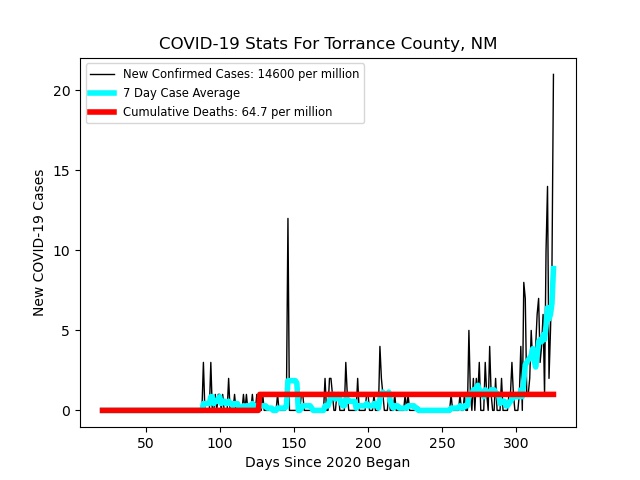 COVID-19 Stats For Torrance County, NM
New Confirmed Cases: 14600 per million
7 Day Case Average
Cumulative Deaths: 64.7 per million
New COVID-19 Cases
20
15
10
5
0
50 100 150 200 250 300
Days Since 2020 Began